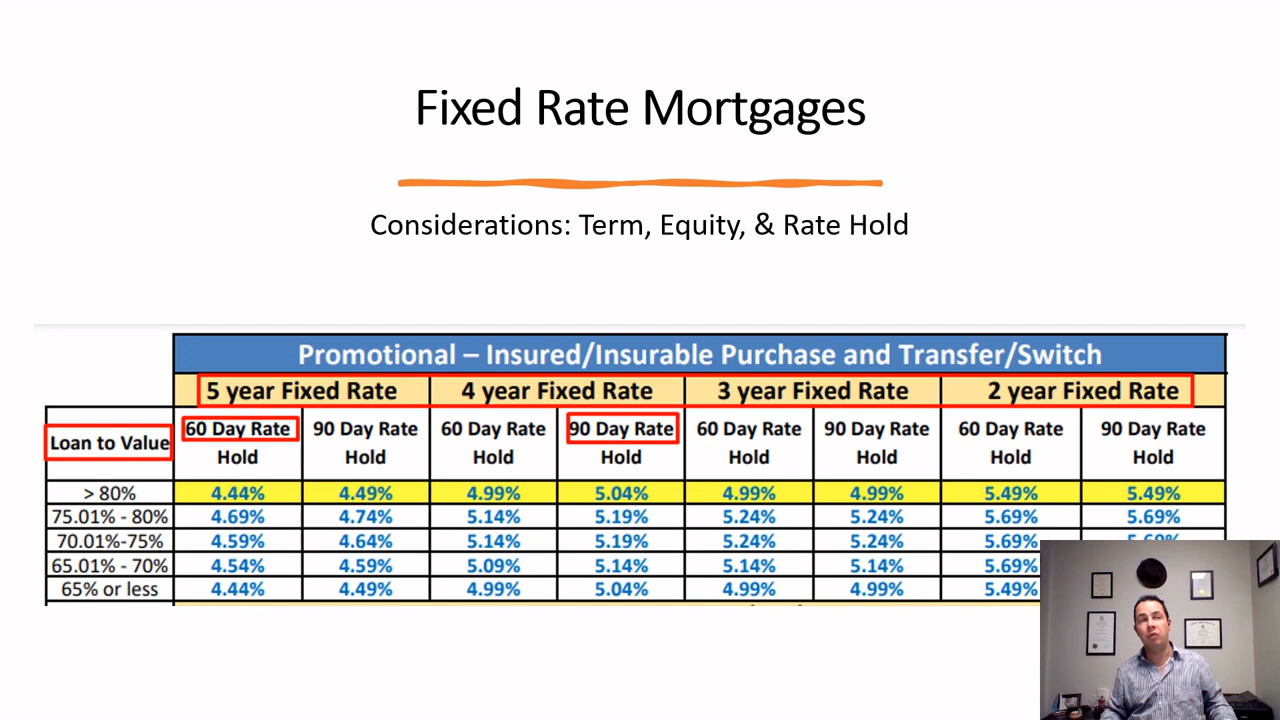 Fixed Rate Mortgages
Considerations: Term, Equity, & Rate Hold
Promotional – Insured/Insurable Purchase and Transfer/Switch
5 year Fixed Rate 4 year Fixed Rate 3 year Fixed Rate 2 year Fixed Rate
Loan to Value 60 Day Rate Hold 90 Day Rate Hold 60 Day Rate Hold 90 Day Rate Hold 60 Day Rate Hold 90 Day Rate Hold 60 Day Rate Hold 90 Day Rate Hold
> 80% 4.44% 4.49% 4.99% 5.04% 4.99% 4.99% 5.49% 5.49%
75.01% - 80% 4.69% 4.74% 5.14% 5.19% 5.24% 5.24% 5.69% 5.69%
70.01%-75% 4.59% 4.64% 5.14% 5.19% 5.24% 5.24% 5.69%
65.01% - 70% 4.54% 4.59% 5.09% 5.14% 5.14% 5.14% 5.69%
65% or less 4.44% 4.49% 4.99% 5.04% 4.99% 4.99% 5.49%